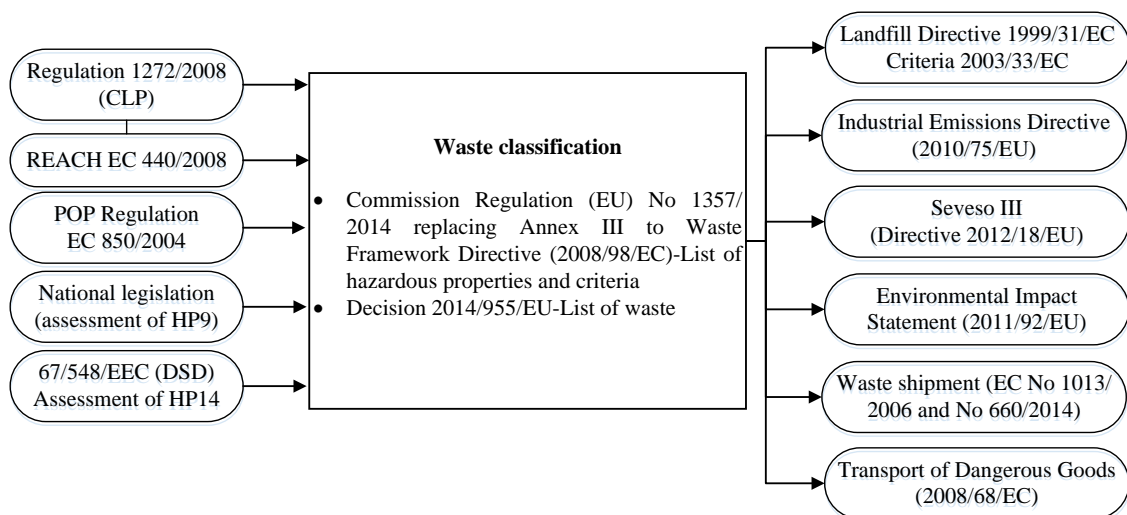 Regulation 1272/2008
(CLP)
REACH EC 440/2008
POP Regulation
EC 850/2004
National legislation
(assessment of HP9)
67/548/EEC (DSD)
Assessment of HP14
Waste classification
• Commission Regulation (EU) No 1357/
2014 replacing Annex III to Waste
Framework Directive (2008/98/EC)-List of
hazardous properties and criteria
• Decision 2014/955/EU-List of waste
Landfill Directive 1999/31/EC
Criteria 2003/33/EC
Industrial Emissions Directive
(2010/75/EU)
Seveso III
(Directive 2012/18/EU)
Environmental Impact
Statement (2011/92/EU)
Waste shipment (EC No 1013/
2006 and No 660/2014)
Transport of Dangerous Goods
(2008/68/EC)